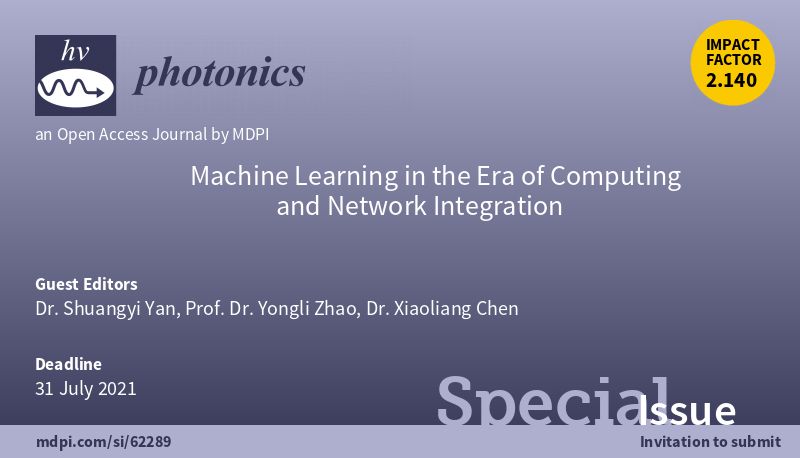 hv
photonics
IMPACT
FACTOR
2.140
an Open Access Journal by MDPI
Machine Learning in the Era of Computing
and Network Integration
Guest Editors
Dr. Shuangyi Yan, Prof. Dr. Yongli Zhao, Dr. Xiaoliang Chen
Deadline
31 July 2021
Special Issue
mdpi.com/si/62289
Invitation to submit